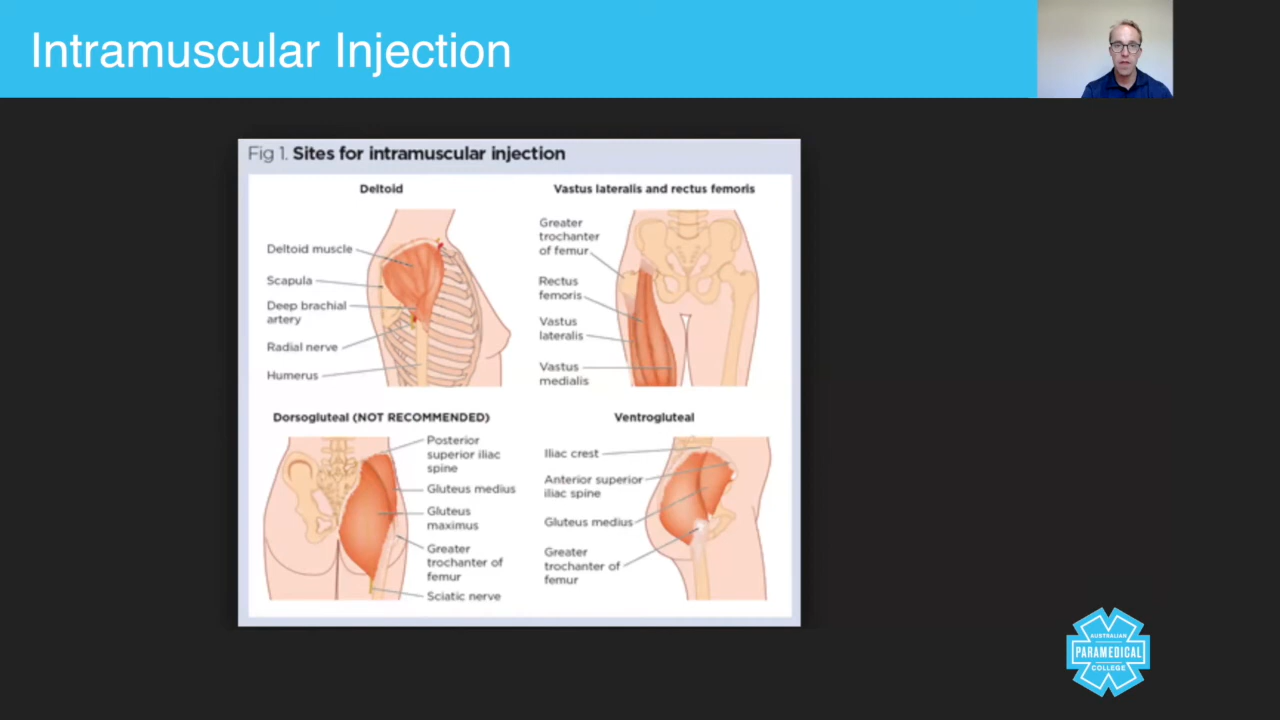 Intramuscular Injection
Fig 1. Sites for intramuscular injection
Deltoid
Deltoid muscle
Scapula
Deep brachial
artery
Radial nerve
Humerus
Vastus lateralis and rectus femoris
Greater
trochanter
of femur
Rectus
femoris
Vastus
lateralis
Vastus
medialis
Dorsogluteal (NOT RECOMMENDED)
Posterior
superior iliac
spine
Gluteus medius
Gluteus
maximus
Greater
trochanter of
femur
Sciatic nerve
Ventrogluteal
Iliac crest
Anterior superior
iliac spine
Gluteus medius
Greater
trochanter of
femur
AUSTRALIAN
PARAMEDICAL
COLLEGE